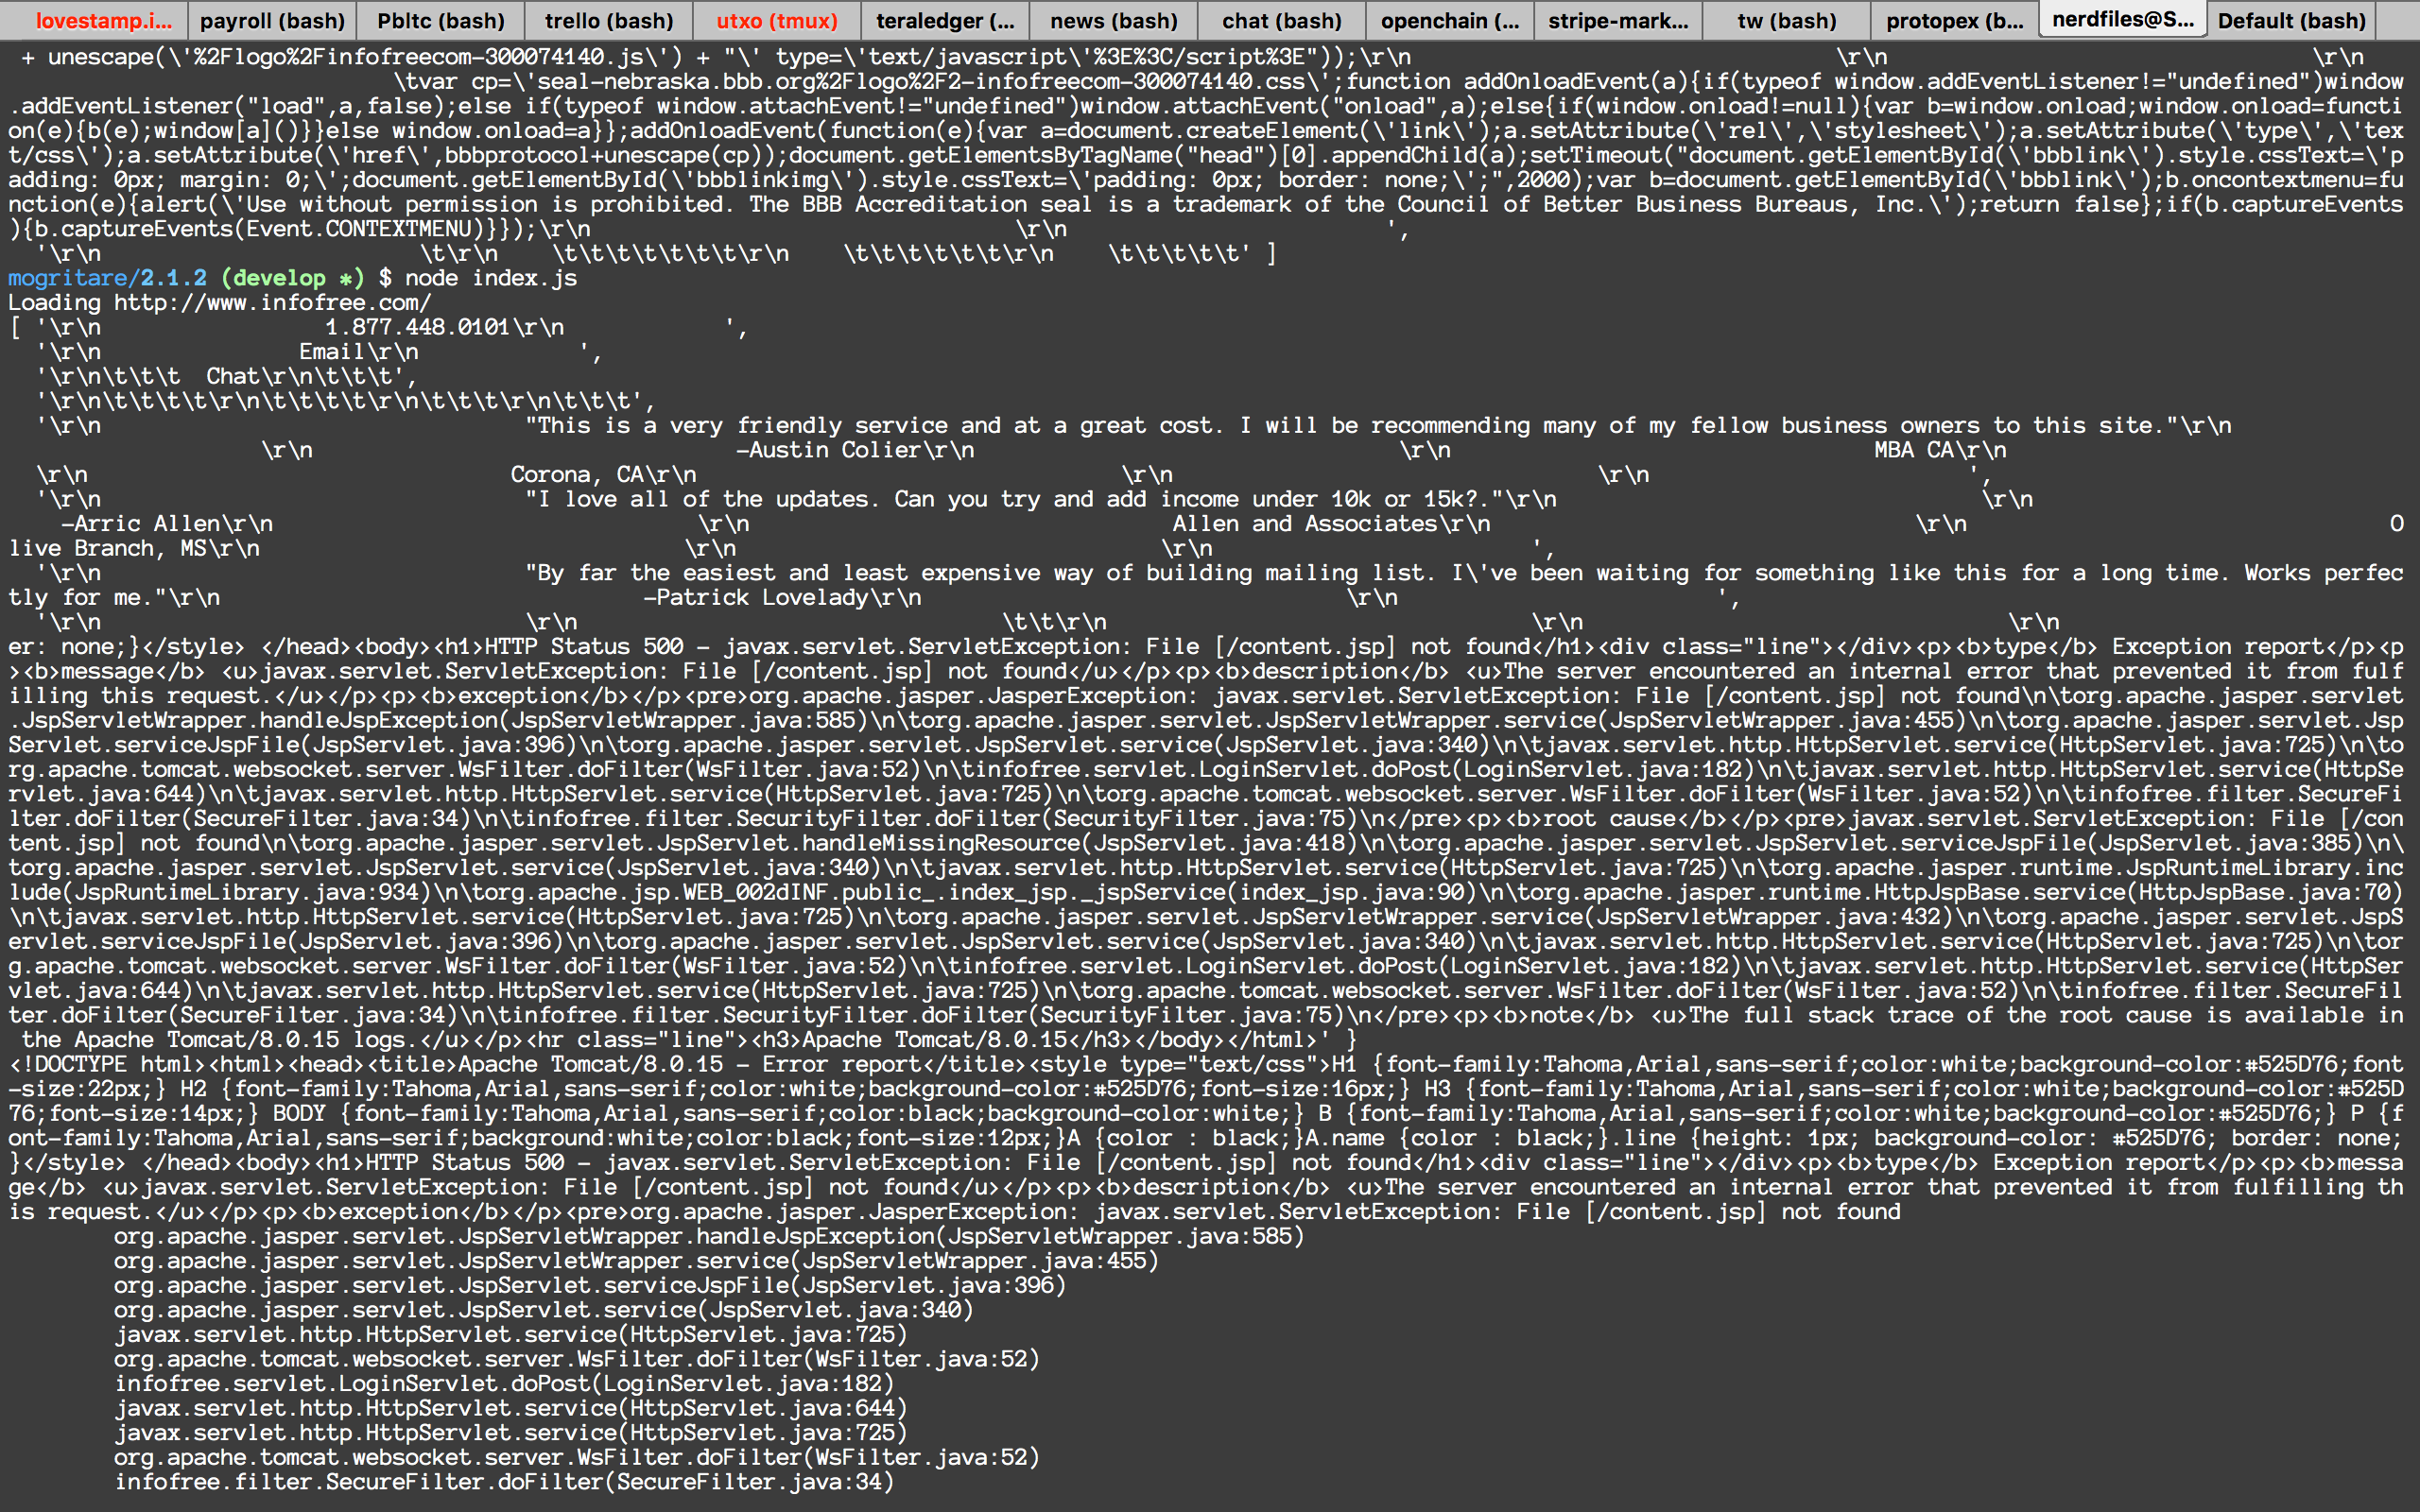 lovestamp.i... payroll (bash) Pbltc (bash) trello (bash) utxo (tmux) teraledger (... news (bash) chat (bash) openchain (... stripe-mark... tw (bash) protopex (b... nerdfiles@S... Default (bash)
+ unescape(\'%2Flogo%2Finfofreecom-300074140.js\') + "\' type=\'text/javascript\'%3E%3C/script%3E"));\r\n \r\n \r\n
\tvar cp=\'seal-nebraska.bbb.org%2Flogo%2F2-infofreecom-300074140.css\';function addOnloadEvent(a){if(typeof window.addEventListener!="undefined")window
.addEventListener("load",a,false);else if(typeof window.attachEvent!="undefined")window.attachEvent("onload",a);else{if(window.onload!=null){var b=window.onload;window.onload=functi
on(e){b(e);window[a]()}}else window.onload=a}};addOnloadEvent(function(e){var a=document.createElement(\'link\');a.setAttribute(\'rel\',\'stylesheet\');a.setAttribute(\'type\',\'tex
t/css\');a.setAttribute(\'href\',bbbprotocol+unescape(cp));document.getElementsByTagName("head")[0].appendChild(a);setTimeout("document.getElementById(\'bbblink\').style.cssText=\'p
adding: 0px; margin: 0;\';document.getElementById(\'bbblinkimg\').style.cssText=\'padding: 0px; border: none;\';",2000);var b=document.getElementById(\'bbblink\');b.oncontextmenu=fu
nction(e){alert(\'Use without permission is prohibited. The BBB Accreditation seal is a trademark of the Council of Better Business Bureaus, Inc.\');return false};if(b.captureEvents
){b.captureEvents(Event.CONTEXTMENU)}});\r\n \r\n ',
'\r\n \t\r\n \t\t\t\t\t\t\t\r\n \t\t\t\t\t\t\r\n \t\t\t\t\t' ]
mogritare/2.1.2 (develop *) $ node index.js
Loading http://www.infofree.com/
[ '\r\n 1.877.448.0101\r\n ',
'\r\n Email\r\n ',
'\r\n\t\t\t Chat\r\n\t\t\t',
'\r\n\t\t\t\t\t\r\n\t\t\t\t\r\n\t\t\t\r\n\t\t\t',
'\r\n "This is a very friendly service and at a great cost. I will be recommending many of my fellow business owners to this site."\r\n
\r\n -Austin Colier\r\n \r\n MBA CA\r\n
\r\n Corona, CA\r\n \r\n \r\n ',
'\r\n "I love all of the updates. Can you try and add income under 10k or 15k?."\r\n \r\n
-Arric Allen\r\n \r\n Allen and Associates\r\n \r\n O
live Branch, MS\r\n \r\n \r\n ',
'\r\n "By far the easiest and least expensive way of building mailing list. I\'ve been waiting for something like this for a long time. Works perfec
tly for me."\r\n -Patrick Lovelady\r\n \r\n ',
'\r\n \r\n \t\t\r\n \r\n \r\n
er: none;}</style> </head><body><h1>HTTP Status 500 - javax.servlet.ServletException: File [/content.jsp] not found</h1><div class="line"></div><p><b>type</b> Exception report</p><p
><b>message</b> <u>javax.servlet.ServletException: File [/content.jsp] not found</u></p><p><b>description</b> <u>The server encountered an internal error that prevented it from fulf
illing this request.</u></p><p><b>exception</b></p><pre>org.apache.jasper.JasperException: javax.servlet.ServletException: File [/content.jsp] not found\n\torg.apache.jasper.servlet
.JspServletWrapper.handleJspException(JspServletWrapper.java:585)\n\torg.apache.jasper.servlet.JspServletWrapper.service(JspServletWrapper.java:455)\n\torg.apache.jasper.servlet.Jsp
Servlet.serviceJspFile(JspServlet.java:396)\n\torg.apache.jasper.servlet.JspServlet.service(JspServlet.java:340)\n\tjavax.servlet.http.HttpServlet.service(HttpServlet.java:725)\n\to
rg.apache.tomcat.websocket.server.WsFilter.doFilter(WsFilter.java:52)\n\tinfofree.servlet.LoginServlet.doPost(LoginServlet.java:182)\n\tjavax.servlet.http.HttpServlet.service(HttpSe
rvlet.java:644)\n\tjavax.servlet.http.HttpServlet.service(HttpServlet.java:725)\n\torg.apache.tomcat.websocket.server.WsFilter.doFilter(WsFilter.java:52)\n\tinfofree.filter.SecureFi
lter.doFilter(SecureFilter.java:34)\n\tinfofree.filter.SecurityFilter.doFilter(SecurityFilter.java:75)\n</pre><p><b>root cause</b></p><pre>javax.servlet.ServletException: File [/con
tent.jsp] not found\n\torg.apache.jasper.servlet.JspServlet.handleMissingResource(JspServlet.java:418)\n\torg.apache.jasper.servlet.JspServlet.serviceJspFile(JspServlet.java:385)\n\
torg.apache.jasper.servlet.JspServlet.service(JspServlet.java:340)\n\tjavax.servlet.http.HttpServlet.service(HttpServlet.java:725)\n\torg.apache.jasper.runtime.JspRuntimeLibrary.inc
lude(JspRuntimeLibrary.java:934)\n\torg.apache.jsp.WEB_002dINF.public_.index_jsp._jspService(index_jsp.java:90)\n\torg.apache.jasper.runtime.HttpJspBase.service(HttpJspBase.java:70)
\n\tjavax.servlet.http.HttpServlet.service(HttpServlet.java:725)\n\torg.apache.jasper.servlet.JspServletWrapper.service(JspServletWrapper.java:432)\n\torg.apache.jasper.servlet.JspS
ervlet.serviceJspFile(JspServlet.java:396)\n\torg.apache.jasper.servlet.JspServlet.service(JspServlet.java:340)\n\tjavax.servlet.http.HttpServlet.service(HttpServlet.java:725)\n\tor
g.apache.tomcat.websocket.server.WsFilter.doFilter(WsFilter.java:52)\n\tinfofree.servlet.LoginServlet.doPost(LoginServlet.java:182)\n\tjavax.servlet.http.HttpServlet.service(HttpSer
vlet.java:644)\n\tjavax.servlet.http.HttpServlet.service(HttpServlet.java:725)\n\torg.apache.tomcat.websocket.server.WsFilter.doFilter(WsFilter.java:52)\n\tinfofree.filter.SecureFil
ter.doFilter(SecureFilter.java:34)\n\tinfofree.filter.SecurityFilter.doFilter(SecurityFilter.java:75)\n</pre><p><b>note</b> <u>The full stack trace of the root cause is available in
the Apache Tomcat/8.0.15 logs.</u></p><hr class="line"><h3>Apache Tomcat/8.0.15</h3></body></html>' }
<!DOCTYPE html><html><head><title>Apache Tomcat/8.0.15 - Error report</title><style type="text/css">H1 {font-family:Tahoma,Arial,sans-serif;color:white;background-color:#525D76;font
-size:22px;} H2 {font-family:Tahoma,Arial,sans-serif;color:white;background-color:#525D76;font-size:16px;} H3 {font-family:Tahoma,Arial,sans-serif;color:white;background-color:#525D
76;font-size:14px;} BODY {font-family:Tahoma,Arial,sans-serif;color:black;background-color:white;} B {font-family:Tahoma,Arial,sans-serif;color:white;background-color:#525D76;} P {f
ont-family:Tahoma,Arial,sans-serif;background:white;color:black;font-size:12px;}A {color : black;}A.name {color : black;}.line {height: 1px; background-color: #525D76; border: none;
}</style> </head><body><h1>HTTP Status 500 - javax.servlet.ServletException: File [/content.jsp] not found</h1><div class="line"></div><p><b>type</b> Exception report</p><p><b>messa
ge</b> <u>javax.servlet.ServletException: File [/content.jsp] not found</u></p><p><b>description</b> <u>The server encountered an internal error that prevented it from fulfilling th
is request.</u></p><p><b>exception</b></p><pre>org.apache.jasper.JasperException: javax.servlet.ServletException: File [/content.jsp] not found
org.apache.jasper.servlet.JspServletWrapper.handleJspException(JspServletWrapper.java:585)
org.apache.jasper.servlet.JspServletWrapper.service(JspServletWrapper.java:455)
org.apache.jasper.servlet.JspServlet.serviceJspFile(JspServlet.java:396)
org.apache.jasper.servlet.JspServlet.service(JspServlet.java:340)
javax.servlet.http.HttpServlet.service(HttpServlet.java:725)
org.apache.tomcat.websocket.server.WsFilter.doFilter(WsFilter.java:52)
infofree.servlet.LoginServlet.doPost(LoginServlet.java:182)
javax.servlet.http.HttpServlet.service(HttpServlet.java:644)
javax.servlet.http.HttpServlet.service(HttpServlet.java:725)
org.apache.tomcat.websocket.server.WsFilter.doFilter(WsFilter.java:52)
infofree.filter.SecureFilter.doFilter(SecureFilter.java:34)